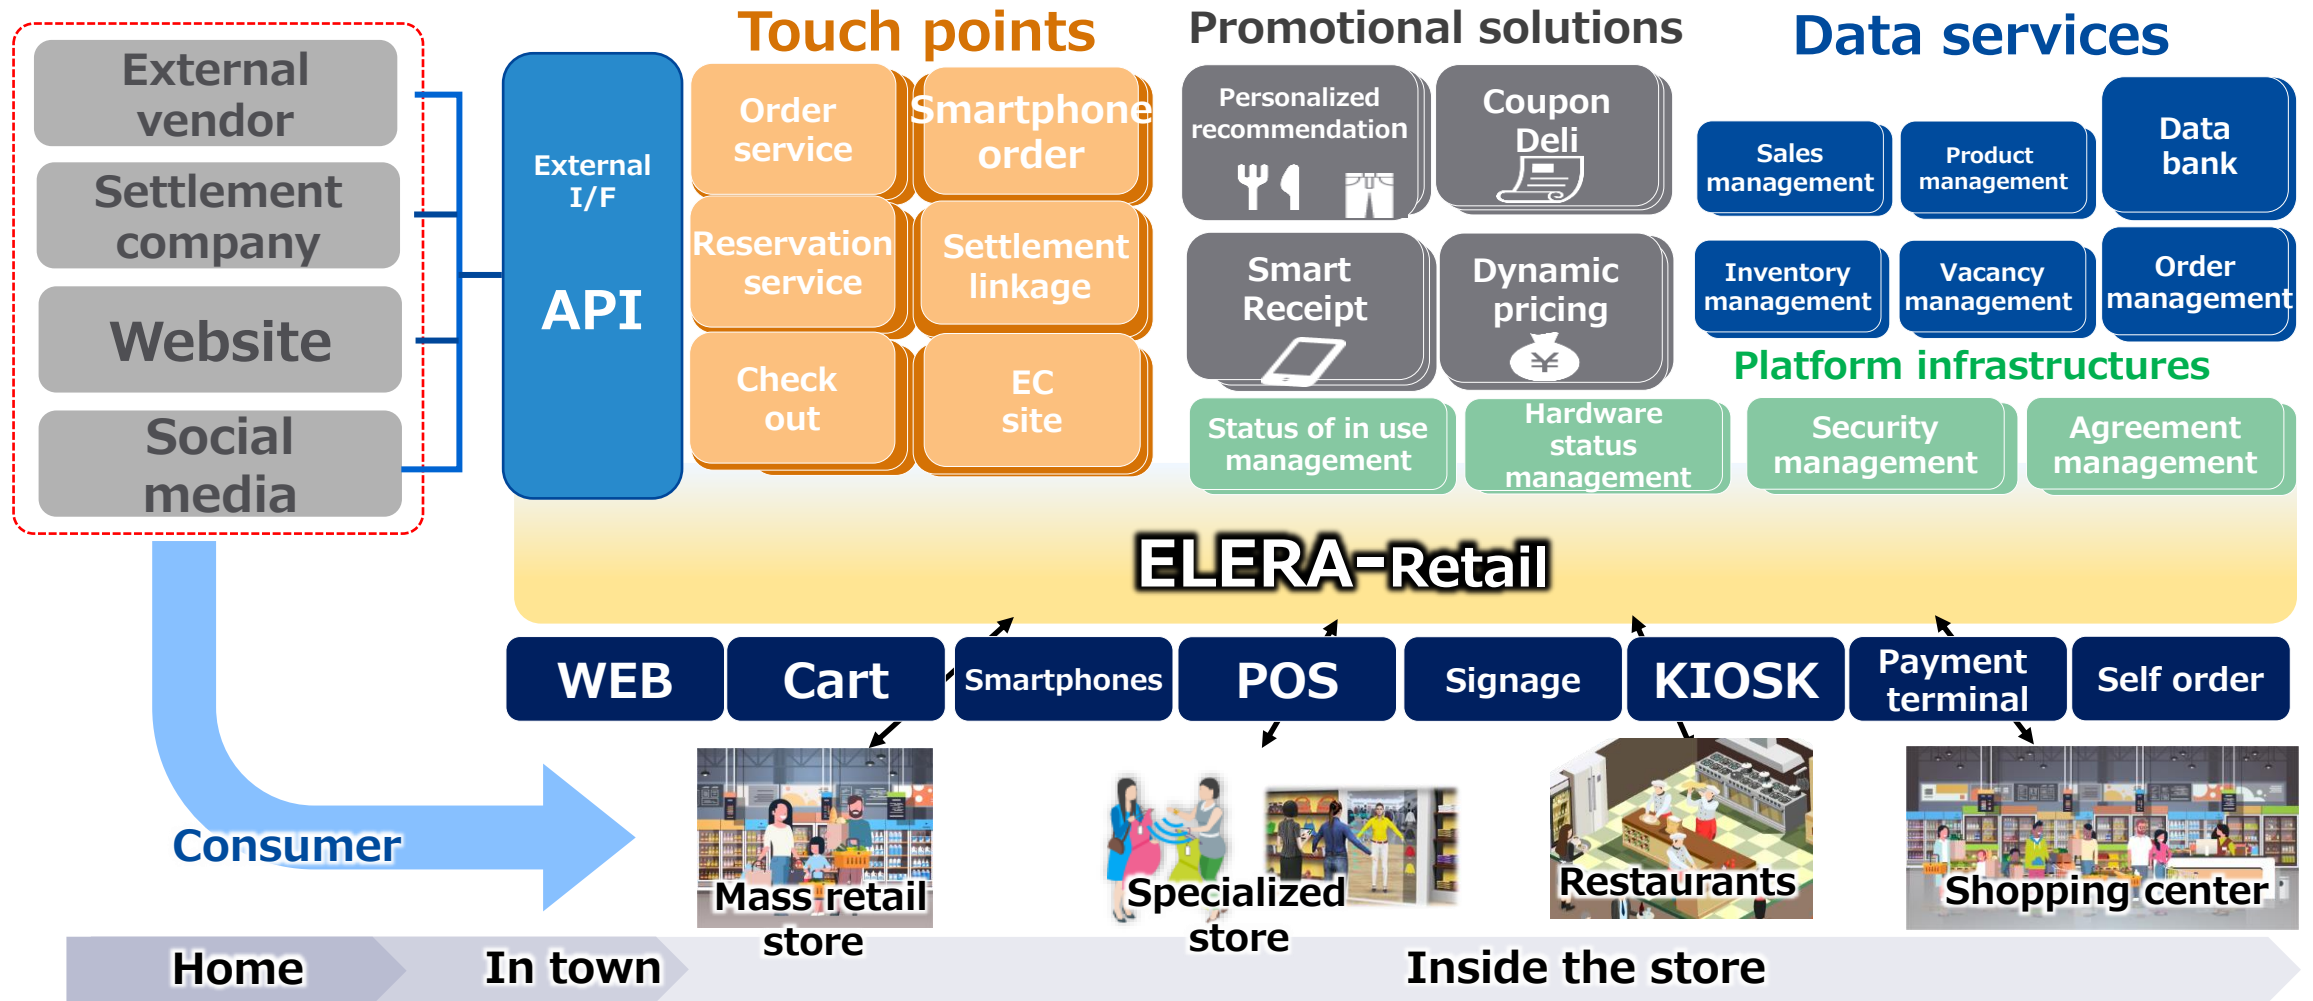 External
vendor
Settlement
company
Website
Social
media
External
I/F
API
Touch points
Order
service
Smartphone
order
Reservation
service
Settlement
linkage
Check
out
EC
site
Promotional solutions
Personalized
recommendation
Coupon
Deli
Smart
Receipt
Dynamic
pricing
¥
Data services
Sales
management
Product
management
Data
bank
Inventory
management
Vacancy
management
Order
management
Platform infrastructures
Status of in use
management
Hardware
status
management
Security
management
Agreement
management
ELERA-Retail
WEB
Cart
Smartphones
POS
Signage
KIOSK
Payment
terminal
Self order
Consumer
Mass retail
store
Specialized
store
Restaurants
Shopping center
Home
In town
Inside the store